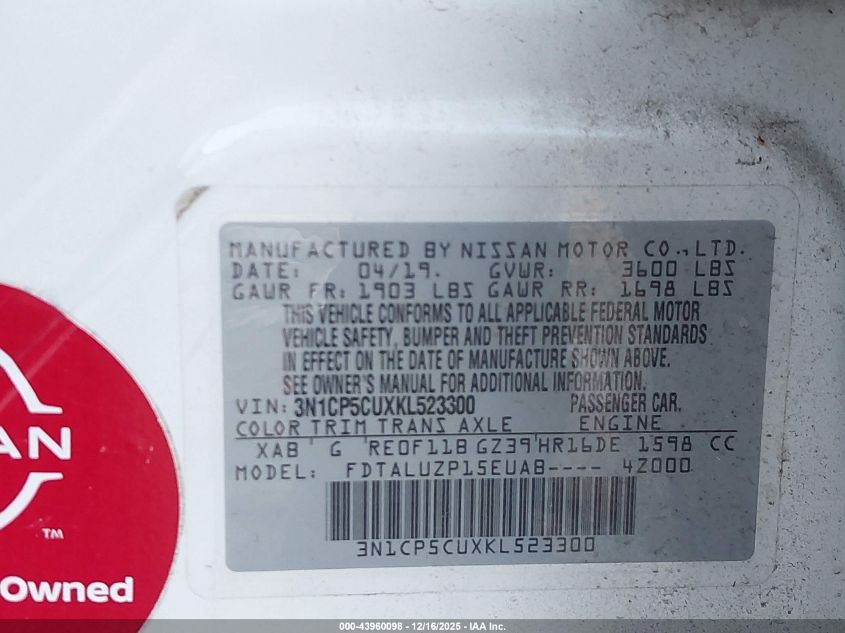 MANUFACTURED BY NISSAN MOTOR CO.,LTD.
DATE: 04/19. GVWR: 3600 LBS
GAWR FR: 1903 LBS GAWR RR: 1698 LBS
THIS VEHICLE CONFORMS TO ALL APPLICABLE FEDERAL MOTOR
VEHICLE SAFETY, BUMPER AND THEFT PREVENTION STANDARDS
IN EFFECT ON THE DATE OF MANUFACTURE SHOWN ABOVE.
SEE OWNER'S MANUAL FOR ADDITIONAL INFORMATION.
VIN: 3N1CP5CUXKL523300 PASSENGER CAR.
COLOR TRIM TRANS AXLE ENGINE
XAB G RE0F11B GZ39 HR16DE 1598 CC
MODEL: FDTALUZP15EUAB---- 4Z000
3N1CP5CUXKL523300
AN
TM
Owned
000-43960098 - 12/16/2025 - IAA Inc.